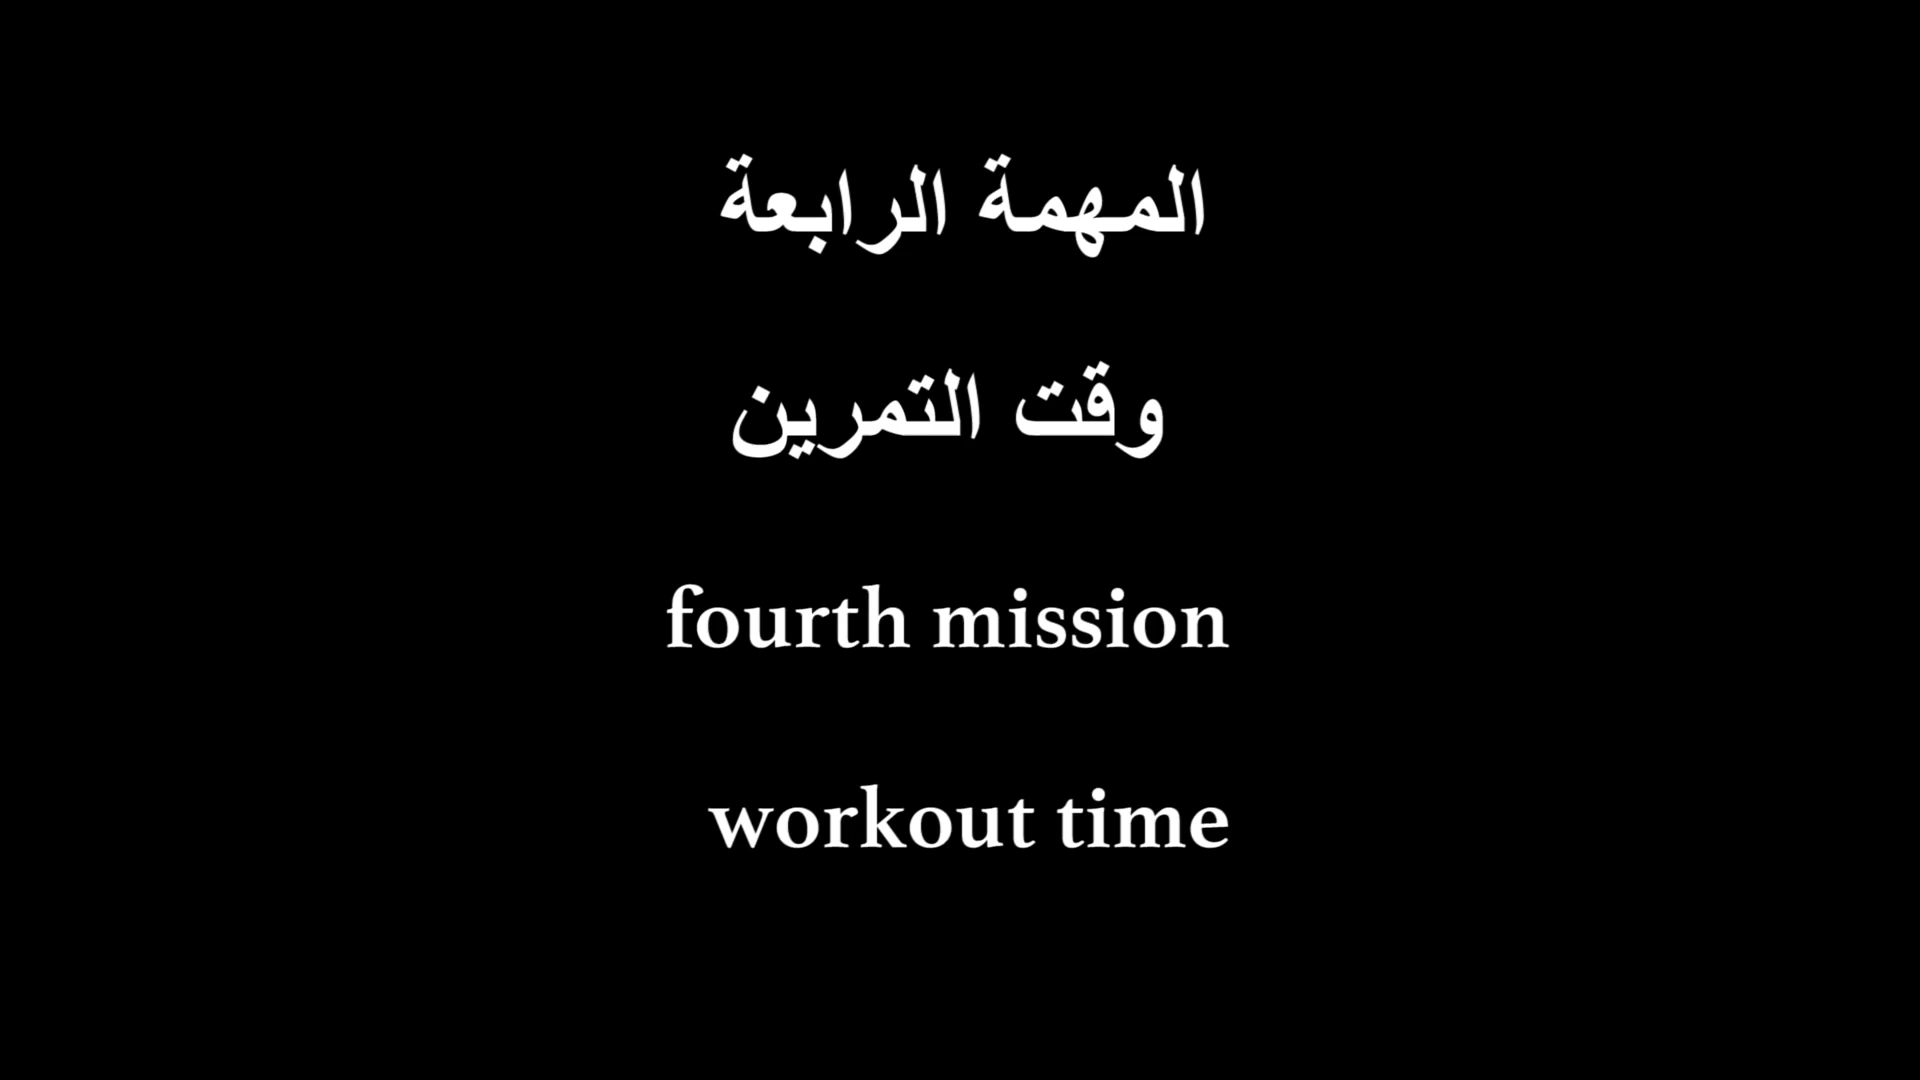 المهمة الرابعة
وقت التمرين
fourth mission
workout time